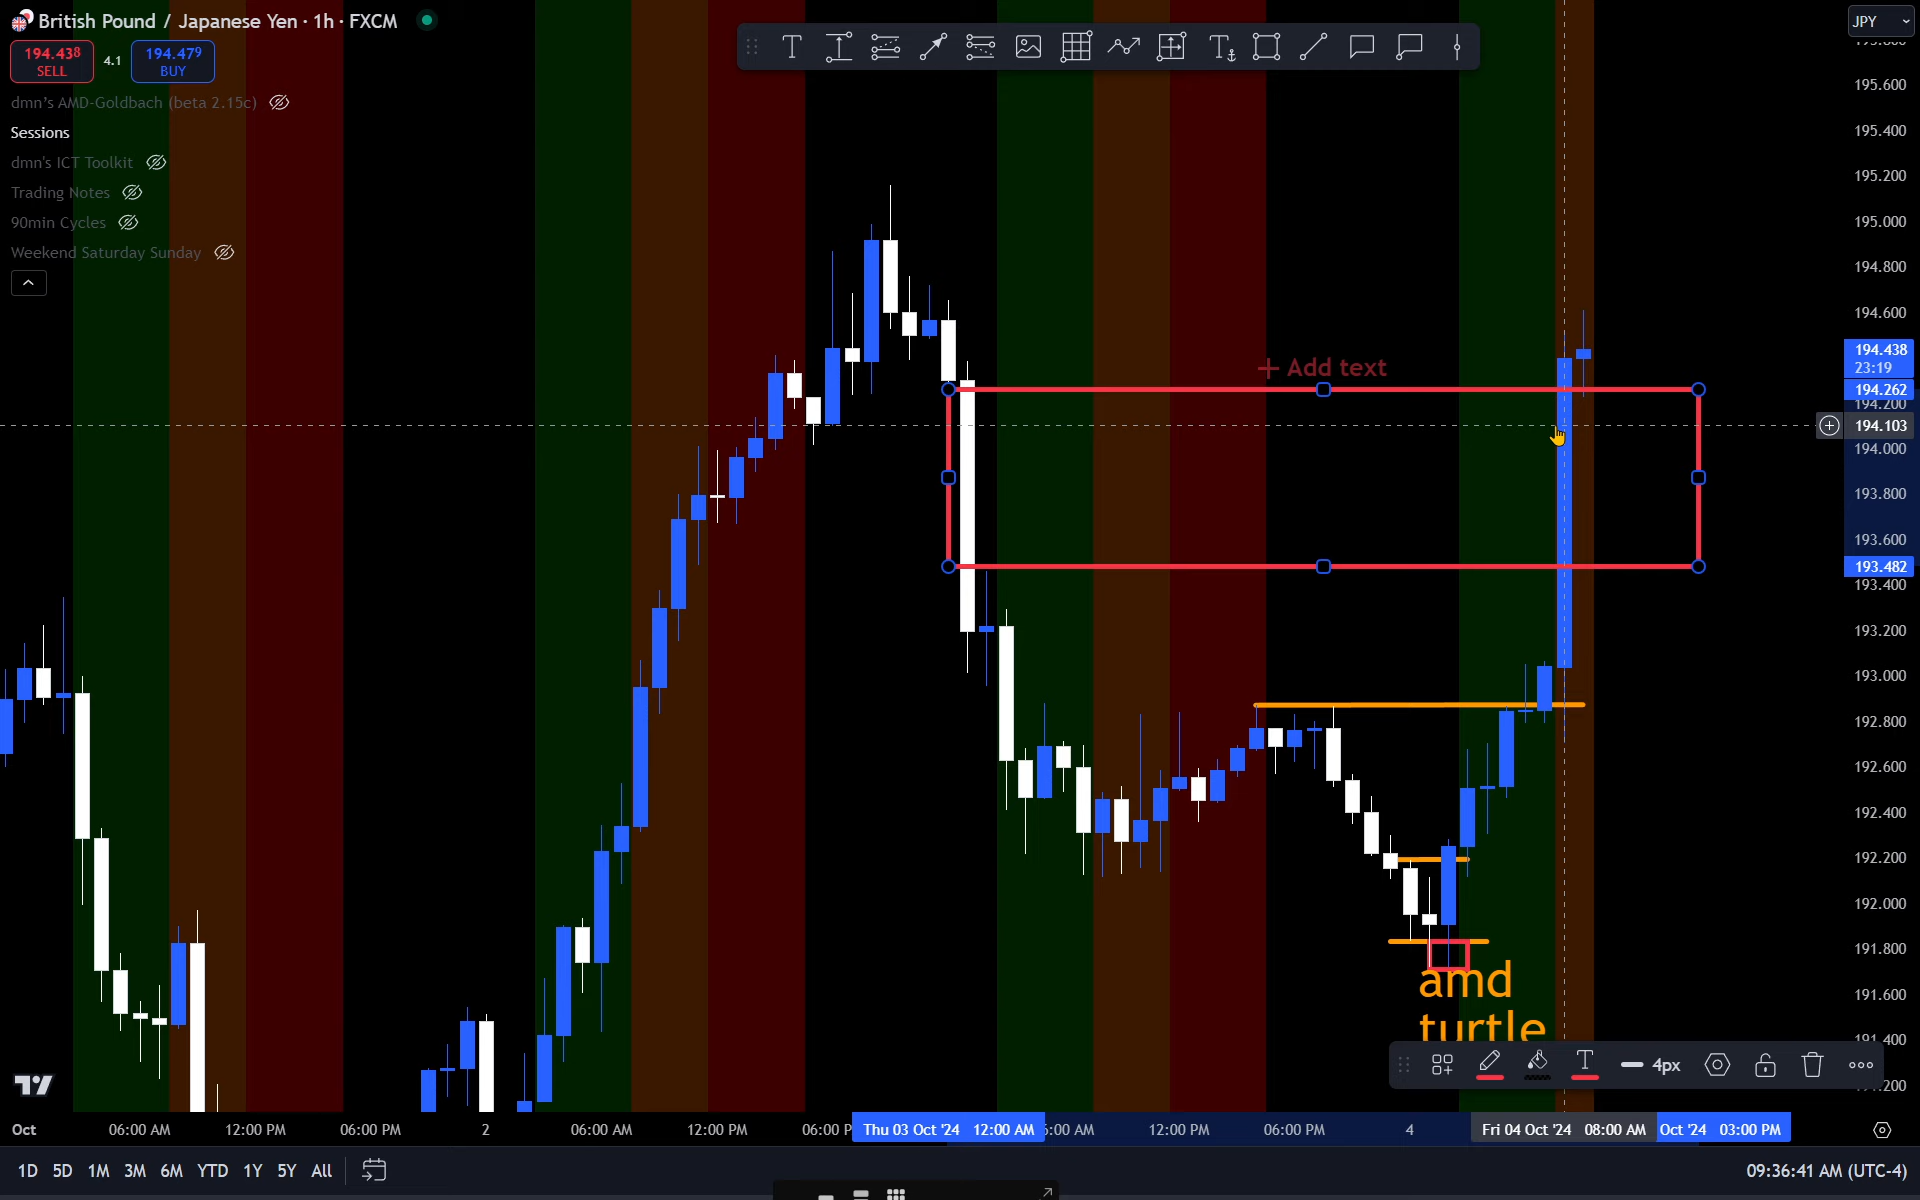 British Pound / Japanese Yen · 1h · FXCM
194.438
SELL
4.1
194.479
BUY
dmn's AMD-Goldbach (beta 2.15c)
Sessions
dmn's ICT Toolkit
Trading Notes
90min Cycles
Weekend Saturday Sunday
JPY
195.600
195.400
195.200
195.000
194.800
194.600
194.438
23:19
194.262
194.200
194.103
194.000
193.800
193.600
193.482
193.400
193.200
193.000
192.800
192.600
192.400
192.200
192.000
191.800
191.600
191.400
+ Add text
amd
turtle
4px
Oct
06:00 AM
12:00 PM
06:00 PM
2
06:00 AM
12:00 PM
06:00 P
Thu 03 Oct '24 12:00 AM
12:00 PM
06:00 PM
4
Fri 04 Oct '24 08:00 AM
Oct '24 03:00 PM
1D 5D 1M 3M 6M YTD 1Y 5Y All
09:36:41 AM (UTC-4)